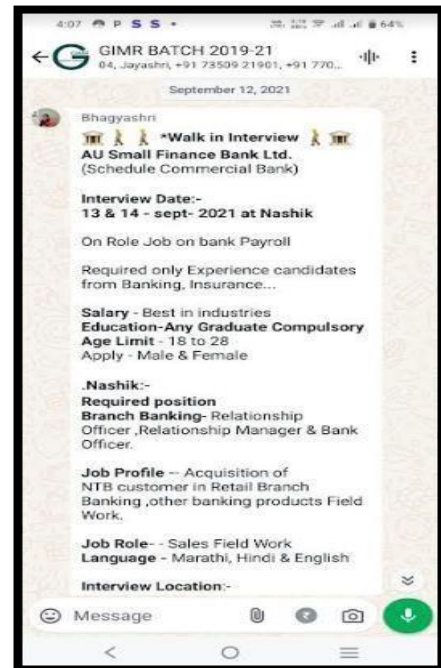 4:07 P S S • 64%
GIMR BATCH 2019-21
04, Jayashri, +91 73509 21901, +91 770...
September 12, 2021
Bhagyashri
*Walk in Interview
AU Small Finance Bank Ltd.
(Schedule Commercial Bank)
Interview Date:-
13 & 14 - sept- 2021 at Nashik
On Role Job on bank Payroll
Required only Experience candidates
from Banking, Insurance...
Salary - Best in industries
Education-Any Graduate Compulsory
Age Limit - 18 to 28
Apply - Male & Female
.Nashik:-
Required position
Branch Banking- Relationship
Officer ,Relationship Manager & Bank
Officer.
Job Profile -- Acquisition of
NTB customer in Retail Branch
Banking ,other banking products Field
Work.
Job Role- - Sales Field Work
Language - Marathi, Hindi & English
Interview Location:-
Message